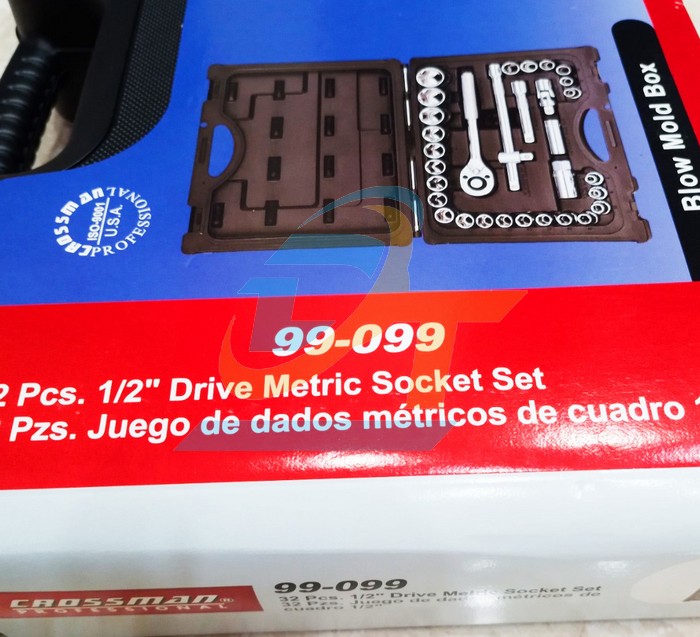 Blow Mold Box
CROSSMAN
ISO-9001
U.S.A.
PROFESSIONAL
99-099
2 Pcs. 1/2" Drive Metric Socket Set
Pzs. Juego de dados métricos de cuadro 1
CROSSMAN®
PROFESSIONAL
99-099
32 Pcs. 1/2" Drive Metric Socket Set
32 Pzs. Juego de dados métricos de
cuadro 1/2"